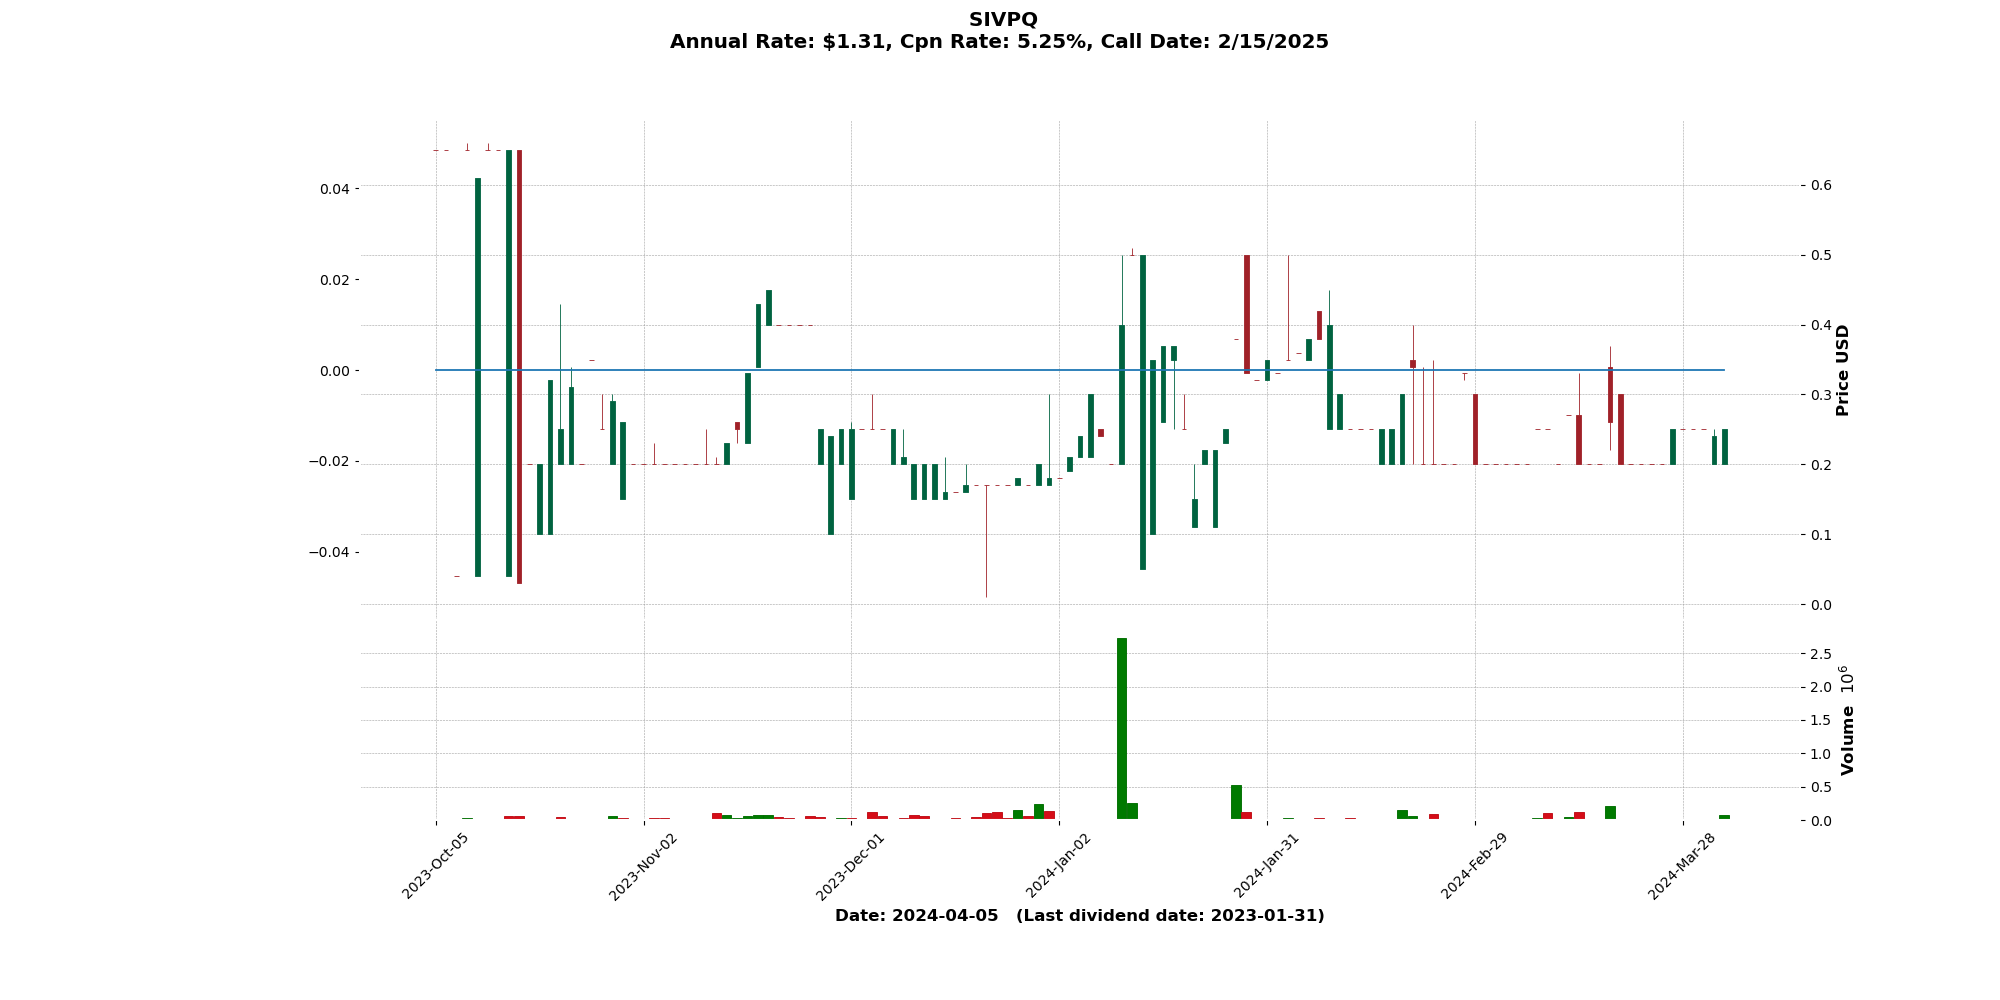 SIVPQ
Annual Rate: $1.31, Cpn Rate: 5.25%, Call Date: 2/15/2025
0.04
0.02
0.00
−0.02
−0.04
0.6
0.5
0.4
0.3
0.2
0.1
0.0
Price USD
2.5
2.0
1.5
1.0
0.5
0.0
Volume 10^6
2023-Oct-05
2023-Nov-02
2023-Dec-01
2024-Jan-02
2024-Jan-31
2024-Feb-29
2024-Mar-28
Date: 2024-04-05 (Last dividend date: 2023-01-31)